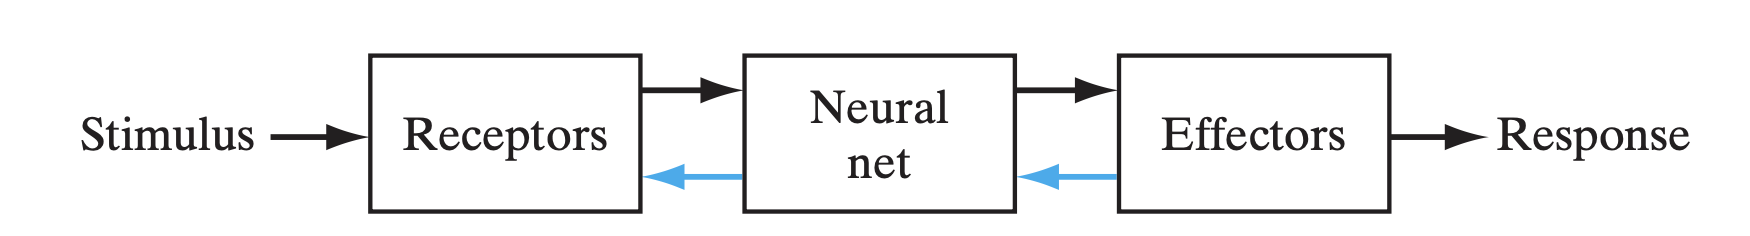 Stimulus
Receptors
Neural
net
Effectors
Response